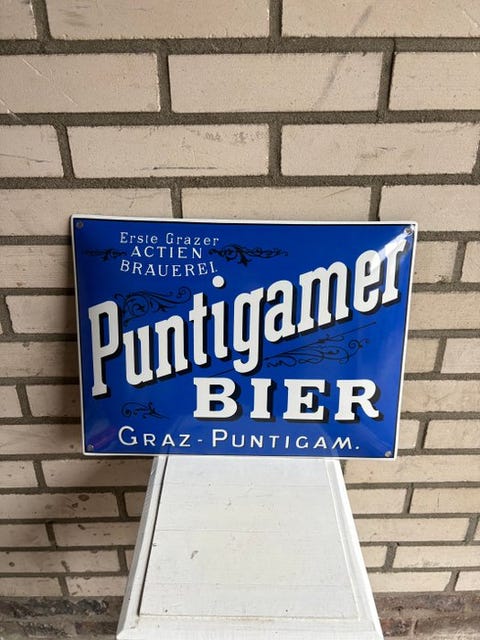 Erste Grazer
ACTIEN
BRAUEREI.
Puntigamer
BIER
GRAZ-PUNTIGAM.